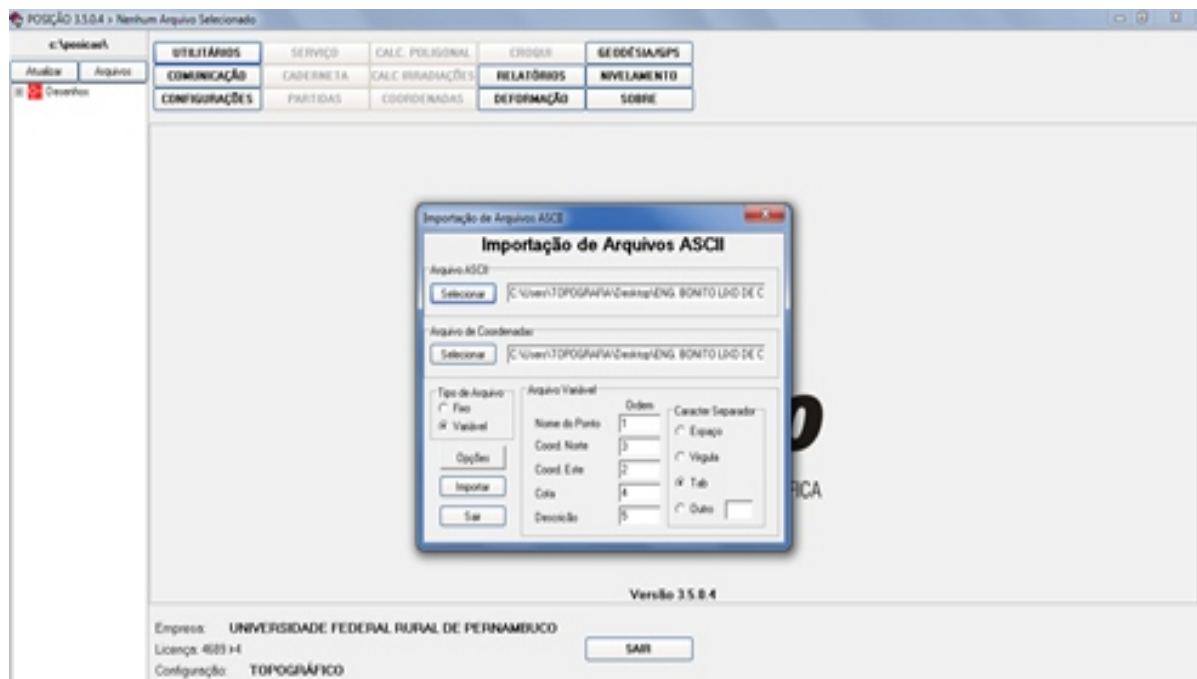 POSIÇÃO 3.5.0.4 > Nenhum Arquivo Selecionado
c:\posicao\
Atualizar Arquivos
Desenhos
UTILITÁRIOS SERVIÇO CALC. POLIGONAL CROQUI GEODÉSIA/GPS
COMUNICAÇÃO CADERNETA CALC IRRADIAÇÕES RELATÓRIOS NIVELAMENTO
CONFIGURAÇÕES PARTIDAS COORDENADAS DEFORMAÇÃO SOBRE
Importação de Arquivos ASCII
Importação de Arquivos ASCII
Arquivo ASCII
Selecionar C:\Users\TOPOGRAFIA\Desktop\ENG. BONITO LIXO DE C
Arquivo de Coordenadas
Selecionar C:\Users\TOPOGRAFIA\Desktop\ENG. BONITO LIXO DE C
Tipo de Arquivo
Fixo
Variável
Opções
Importar
Sair
Arquivo Variável
Ordem
Nome do Ponto 1
Coord. Norte 3
Coord. Este 2
Cota 4
Descrição 5
Caracter Separador
Espaço
Vírgula
Tab
Outro
Versão 3.5.0.4
Empresa: UNIVERSIDADE FEDERAL RURAL DE PERNAMBUCO
Licença: 4689
Configuração: TOPOGRÁFICO
SAIR